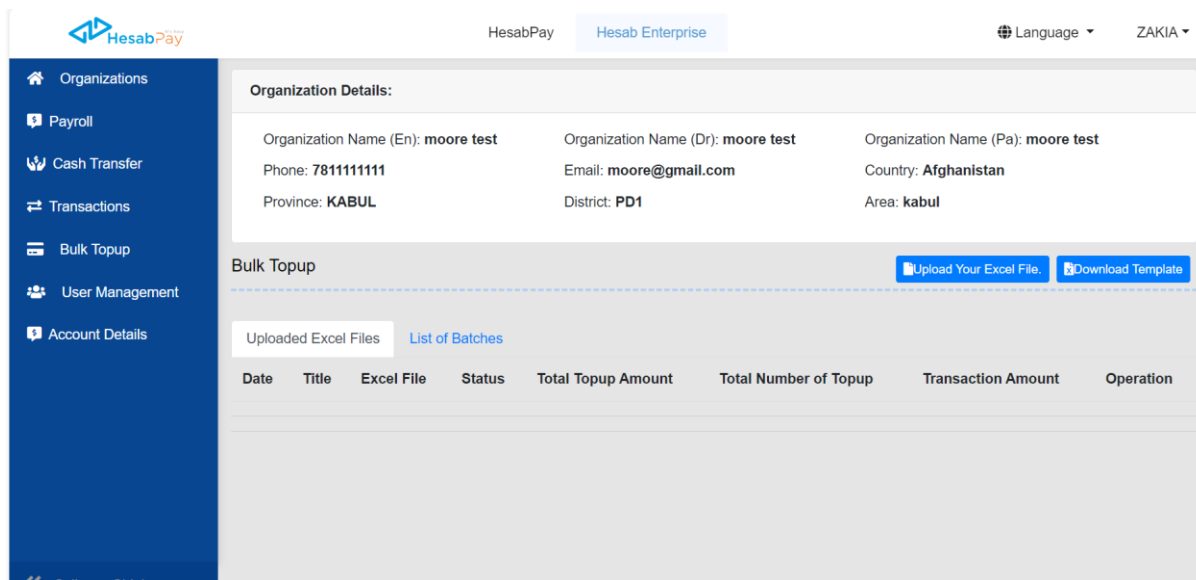 HesabPay
HesabPay Hesab Enterprise Language ZAKIA
Organizations
Payroll
Cash Transfer
Transactions
Bulk Topup
User Management
Account Details
Organization Details:
Organization Name (En): moore test Organization Name (Dr): moore test Organization Name (Pa): moore test
Phone: 7811111111 Email: moore@gmail.com Country: Afghanistan
Province: KABUL District: PD1 Area: kabul
Bulk Topup
Upload Your Excel File. Download Template
Uploaded Excel Files List of Batches
Date Title Excel File Status Total Topup Amount Total Number of Topup Transaction Amount Operation